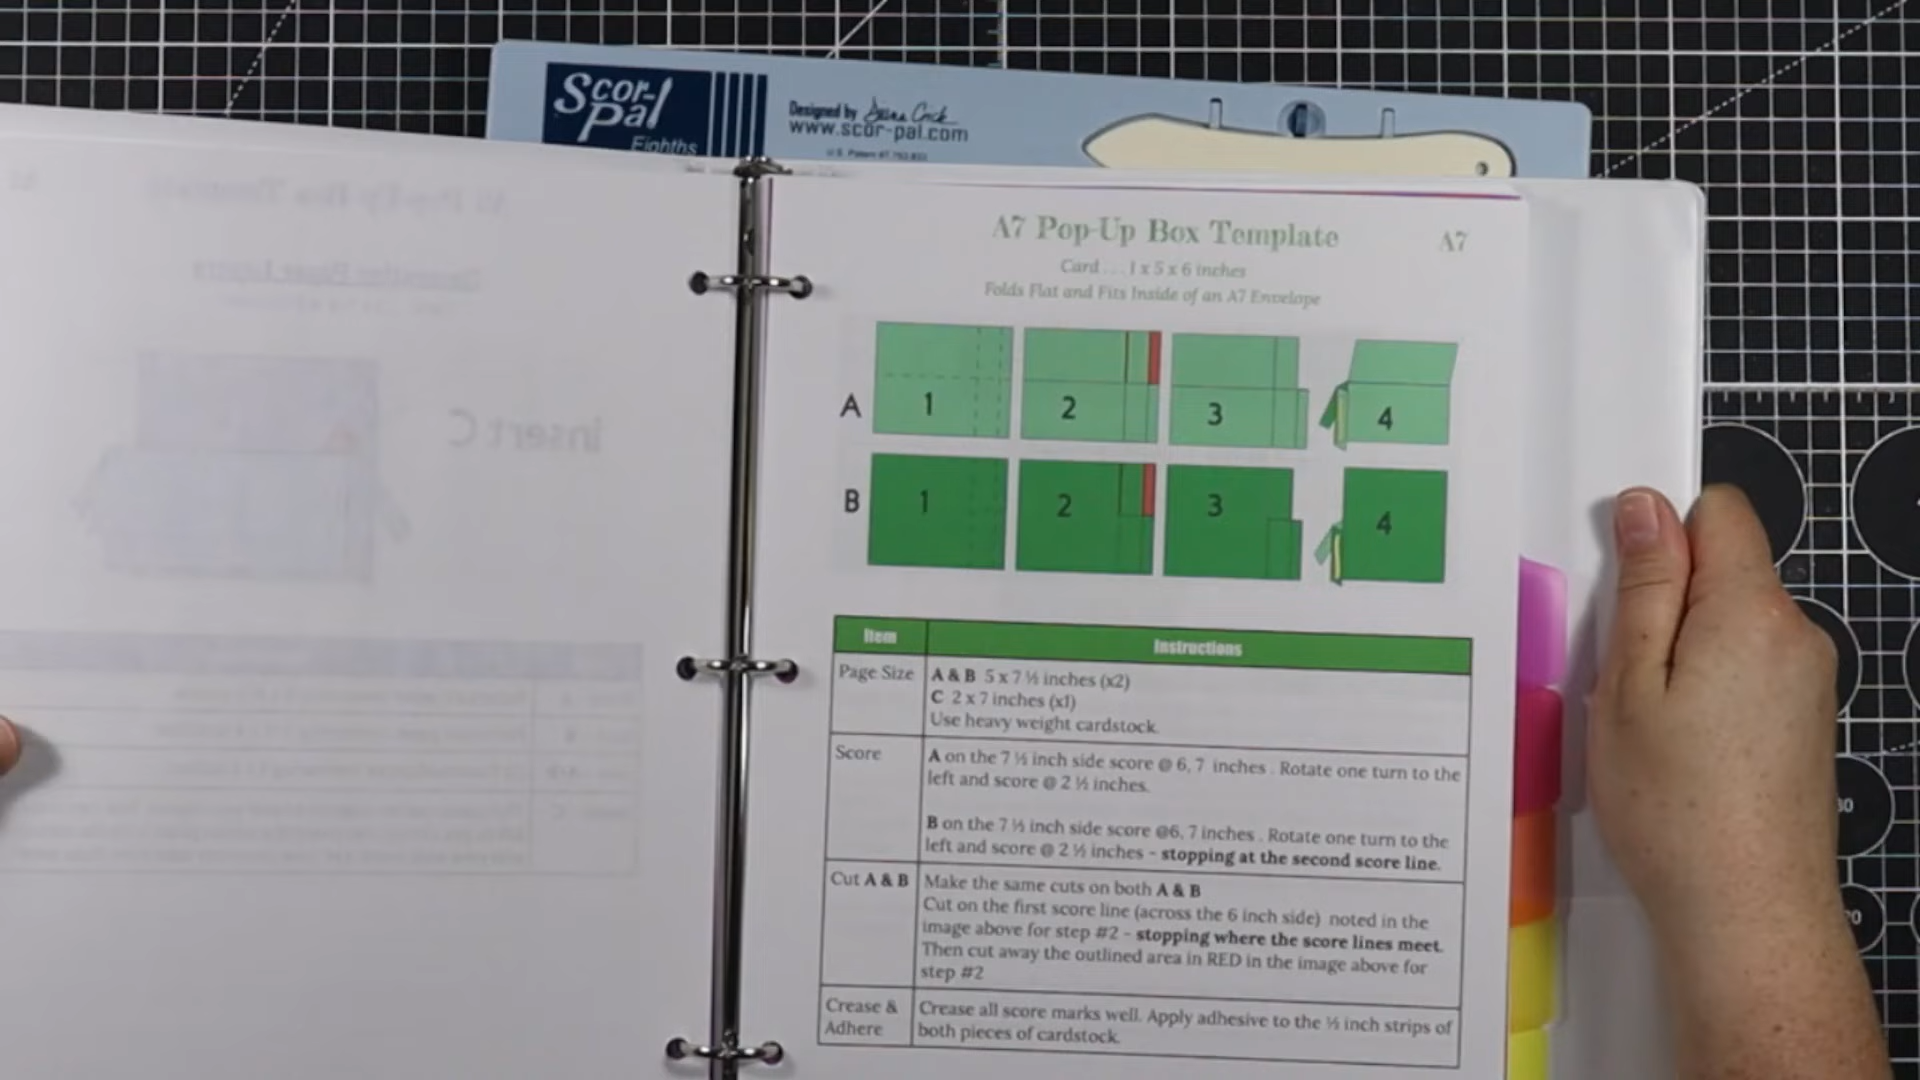 Scor-
Pal
Eighths
Designed by
www.scor-pal.com
A7 Pop-Up Box Template
A7
Card . . . 1 x 5 x 6 inches
Folds Flat and Fits Inside of an A7 Envelope
A
1
2
3
4
B
1
2
3
4
Insert C
Item
Instructions
Page Size
A & B 5 x 7 ½ inches (x2)
C 2 x 7 inches (x1)
Use heavy weight cardstock.
Score
A on the 7 ½ inch side score @ 6, 7 inches . Rotate one turn to the
left and score @ 2 ½ inches.
B on the 7 ½ inch side score @6, 7 inches . Rotate one turn to the
left and score @ 2 ½ inches - stopping at the second score line.
Cut A & B
Make the same cuts on both A & B
Cut on the first score line (across the 6 inch side) noted in the
image above for step #2 - stopping where the score lines meet.
Then cut away the outlined area in RED in the image above for
step #2
Crease &
Adhere
Crease all score marks well. Apply adhesive to the ½ inch strips of
both pieces of cardstock.